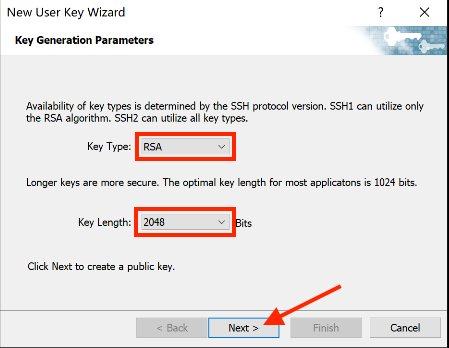 New User Key Wizard
Key Generation Parameters
Availability of key types is determined by the SSH protocol version. SSH1 can utilize only
the RSA algorithm. SSH2 can utilize all key types.
Key Type: RSA
Longer keys are more secure. The optimal key length for most applicatons is 1024 bits.
Key Length: 2048 Bits
Click Next to create a public key.
< Back Next > Finish Cancel